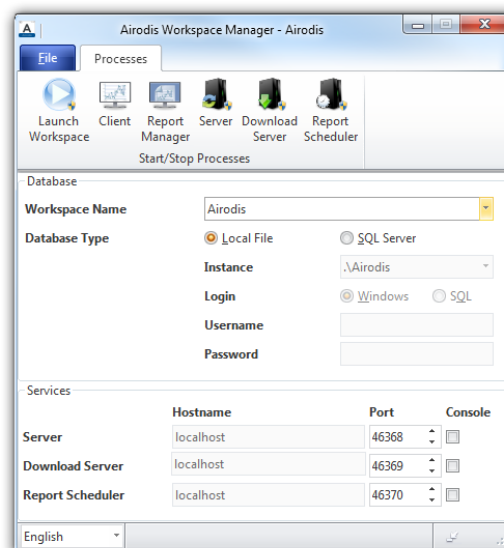 A Airodis Workspace Manager - Airodis
File Processes
Launch Workspace Client Report Manager Server Download Server Report Scheduler
Start/Stop Processes
Database
Workspace Name Airodis
Database Type Local File SQL Server
Instance .\Airodis
Login Windows SQL
Username
Password
Services
Hostname Port Console
Server localhost 46368
Download Server localhost 46369
Report Scheduler localhost 46370
English